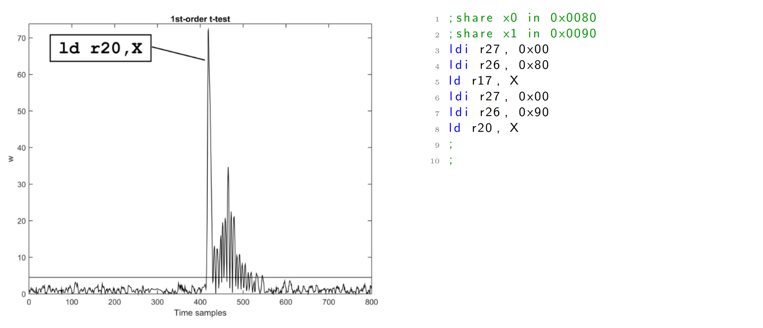 1st-order t-test
ld r20,X
70
60
50
40
30
20
10
0
w
0 100 200 300 400 500 600 700 800
Time samples
1 ;share x0 in 0x0080
2 ;share x1 in 0x0090
3 ldi r27, 0x00
4 ldi r26, 0x80
5 ld r17, X
6 ldi r27, 0x00
7 ldi r26, 0x90
8 ld r20, X
9 ;
10 ;